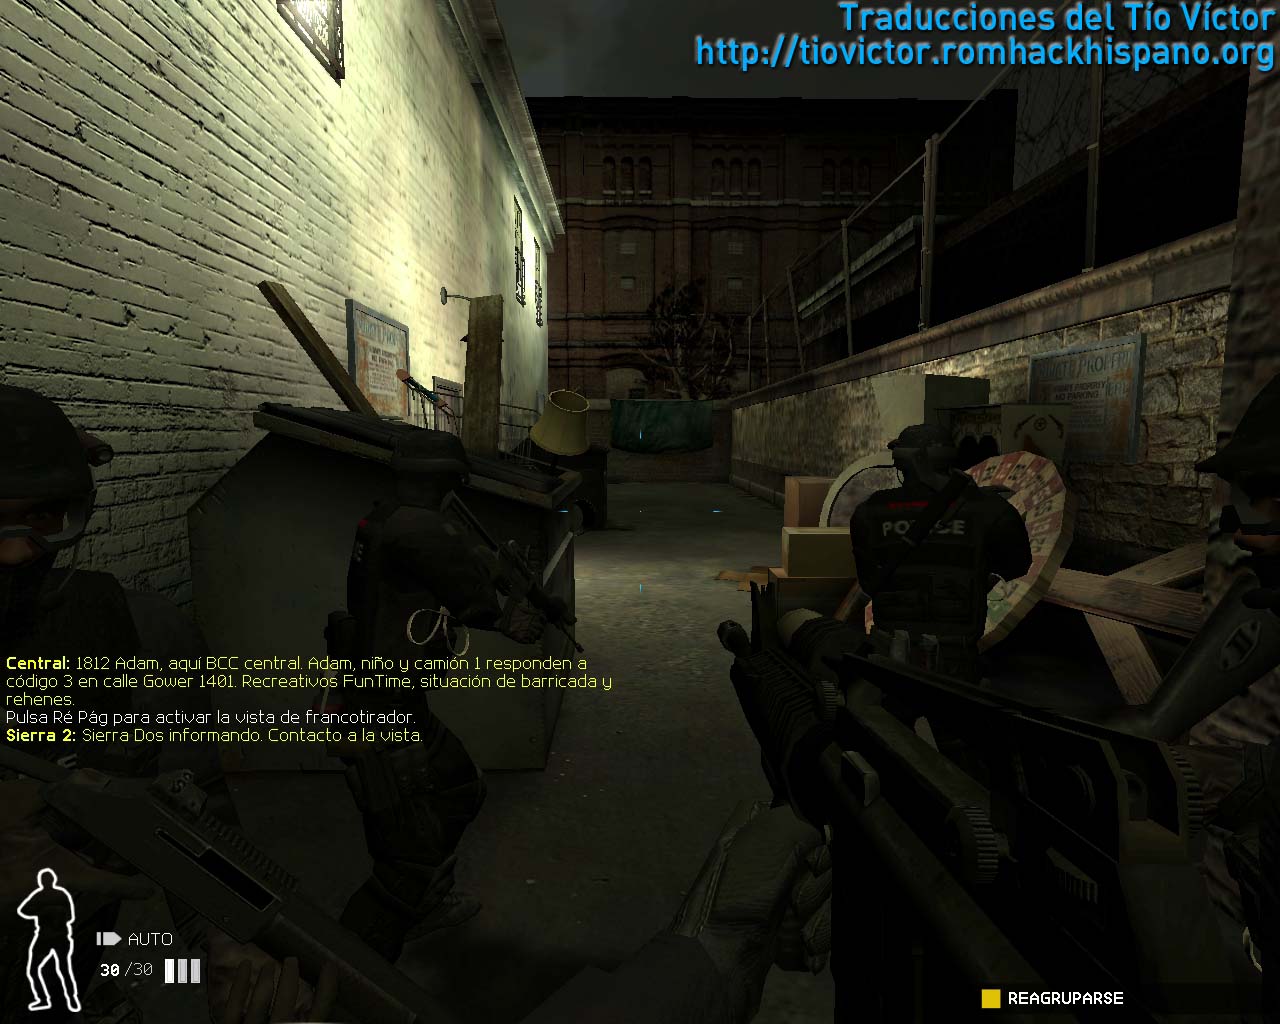 Traducciones del Tío Víctor
http://tiovictor.romhackhispano.org
PROPERTY
NO PARKING
POLICE
Central: 1812 Adam, aquí BCC central. Adam, niño y camión 1 responden a
código 3 en calle Gower 1401. Recreativos FunTime, situación de barricada y
rehenes.
Pulsa Ré Pág para activar la vista de francotirador.
Sierra 2: Sierra Dos informando. Contacto a la vista.
AUTO
30/30
REAGRUPARSE